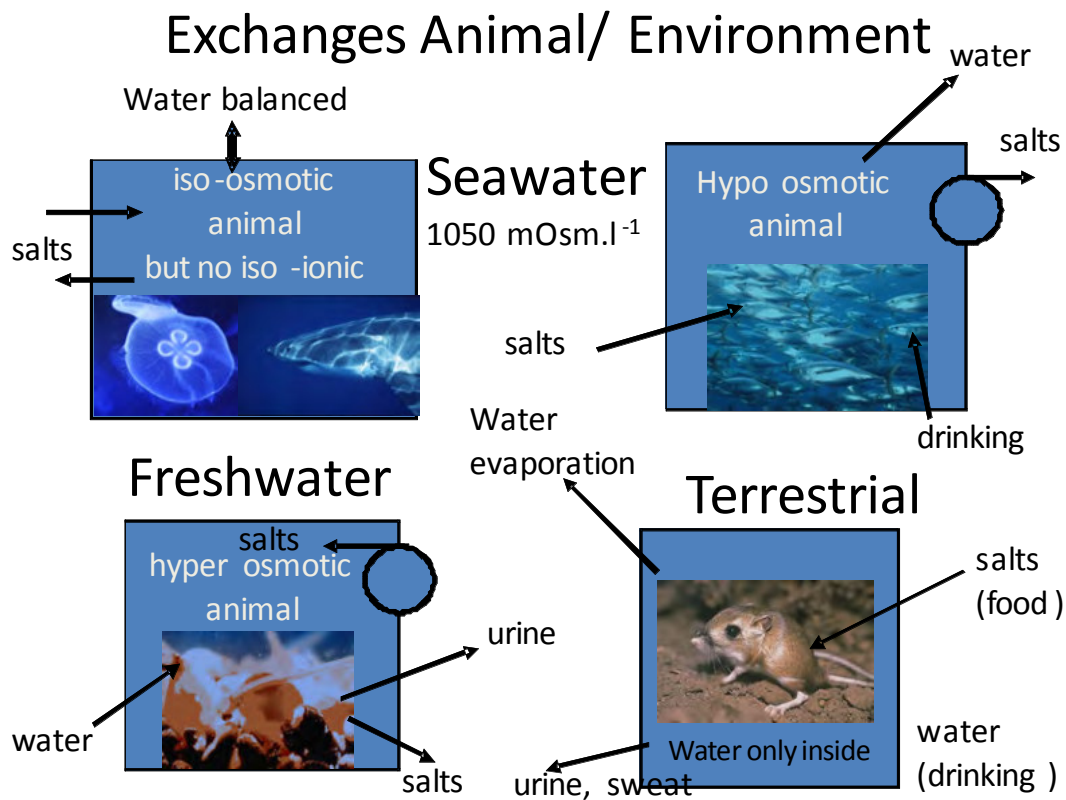 Exchanges Animal/ Environment
Water balanced
iso-osmotic
animal
but no iso-ionic
salts
Seawater
1050 mOsm.l⁻¹
water
salts
Hypo osmotic
animal
salts
drinking
Freshwater
salts
hyper osmotic
animal
urine
water
salts
Water
evaporation
Terrestrial
salts
(food )
Water only inside
water
(drinking )
urine, sweat